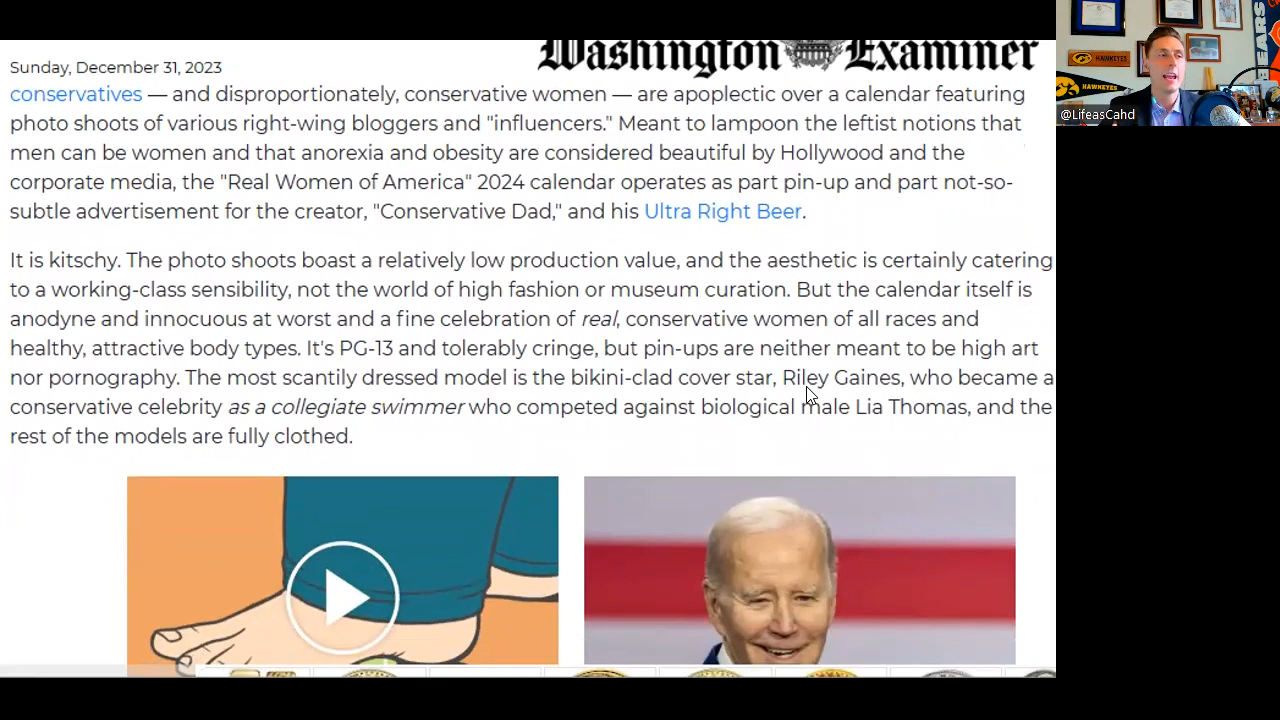 Washington Examiner
Sunday, December 31, 2023
conservatives — and disproportionately, conservative women — are apoplectic over a calendar featuring
photo shoots of various right-wing bloggers and "influencers." Meant to lampoon the leftist notions that
men can be women and that anorexia and obesity are considered beautiful by Hollywood and the
corporate media, the "Real Women of America" 2024 calendar operates as part pin-up and part not-so-
subtle advertisement for the creator, "Conservative Dad," and his Ultra Right Beer.
It is kitschy. The photo shoots boast a relatively low production value, and the aesthetic is certainly catering
to a working-class sensibility, not the world of high fashion or museum curation. But the calendar itself is
anodyne and innocuous at worst and a fine celebration of real, conservative women of all races and
healthy, attractive body types. It's PG-13 and tolerably cringe, but pin-ups are neither meant to be high art
nor pornography. The most scantily dressed model is the bikini-clad cover star, Riley Gaines, who became a
conservative celebrity as a collegiate swimmer who competed against biological male Lia Thomas, and the
rest of the models are fully clothed.
HAWKEYES
HAWKEYES
BEARS
@LifeasCahd